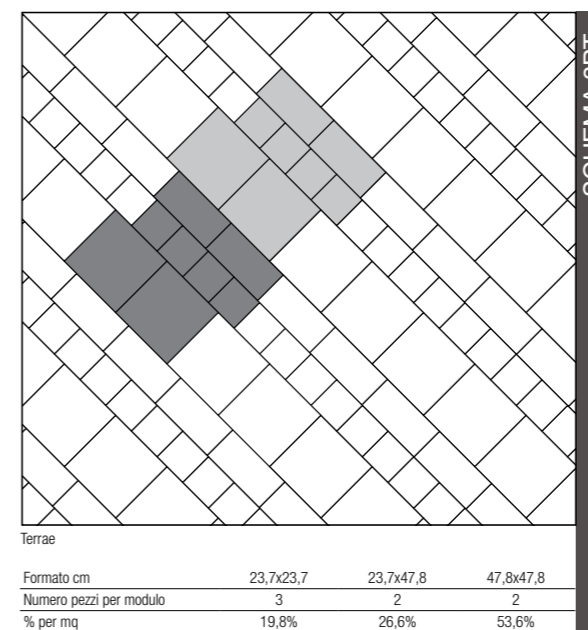 Terrae
Formato cm 23,7x23,7 23,7x47,8 47,8x47,8
Numero pezzi per modulo 3 2 2
% per mq 19,8% 26,6% 53,6%